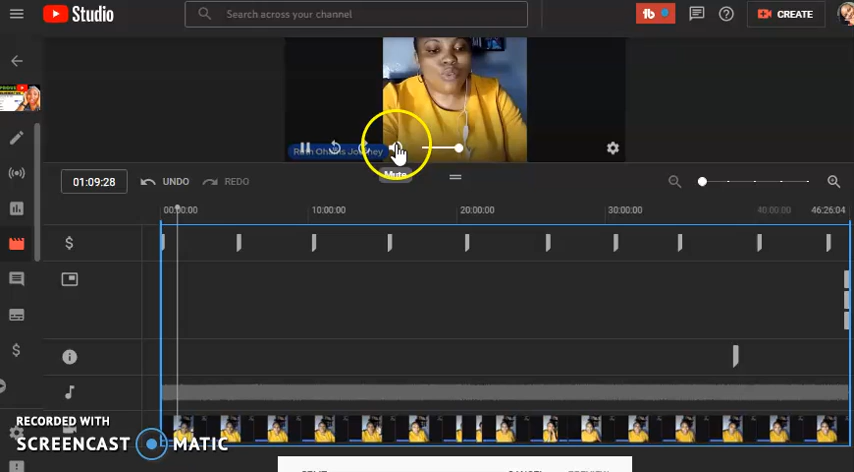 Studio
Search across your channel
tb
CREATE
Mute
01:09:28
UNDO
REDO
00:00:00
10:00:00
20:00:00
30:00:00
40:00:00
46:26:04
RECORDED WITH
SCREENCAST
MATIC